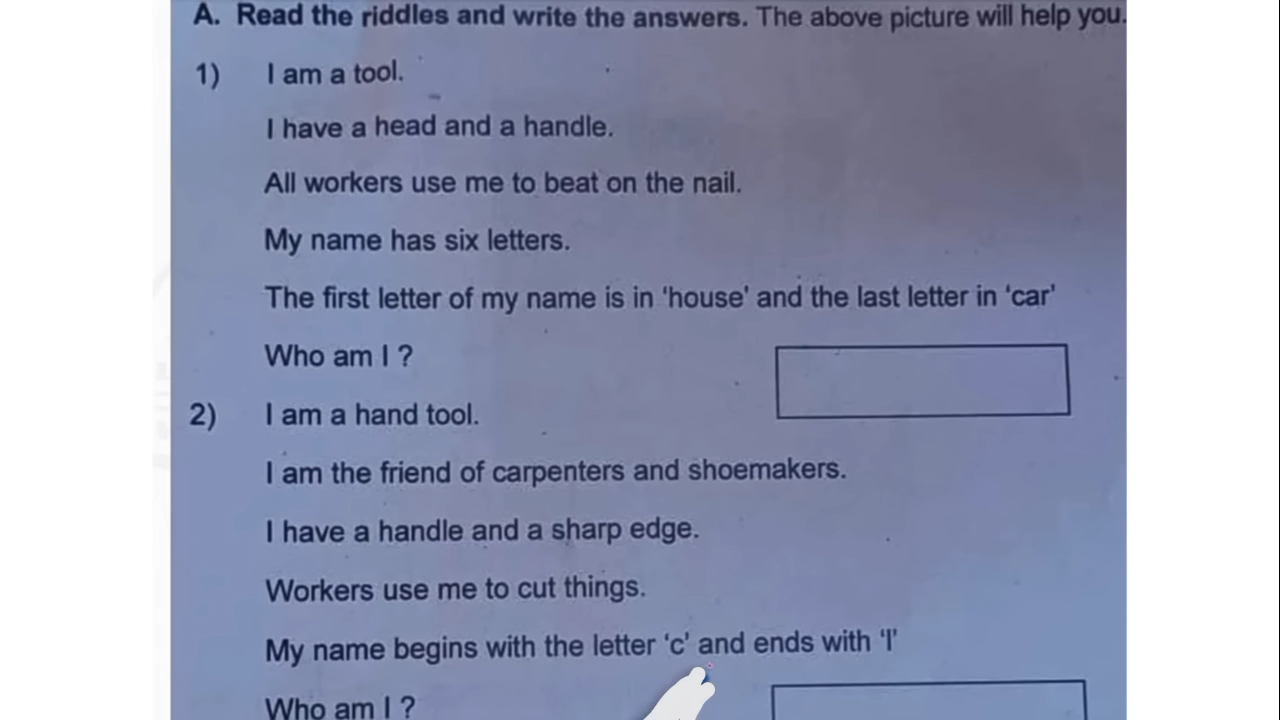 A. Read the riddles and write the answers. The above picture will help you.
1) I am a tool.
I have a head and a handle.
All workers use me to beat on the nail.
My name has six letters.
The first letter of my name is in 'house' and the last letter in 'car'
Who am I ?
2) I am a hand tool.
I am the friend of carpenters and shoemakers.
I have a handle and a sharp edge.
Workers use me to cut things.
My name begins with the letter 'c' and ends with 'l'
Who am I ?